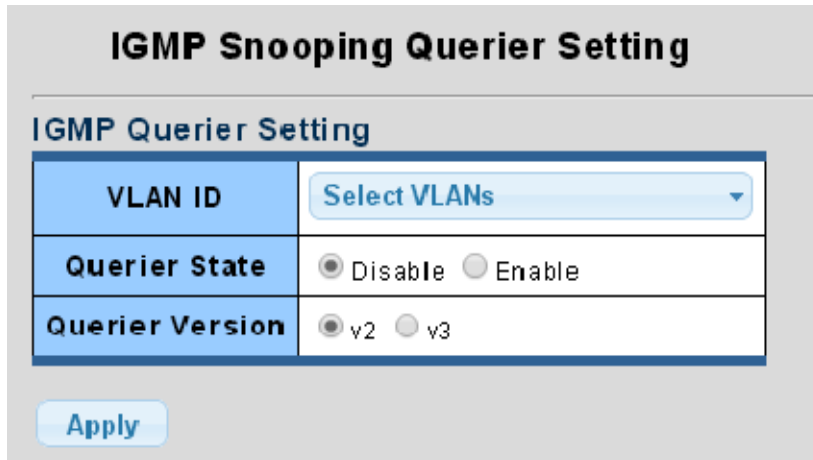 IGMP Snooping Querier Setting
IGMP Querier Setting
VLAN ID Select VLANs
Querier State Disable Enable
Querier Version v2 v3
Apply